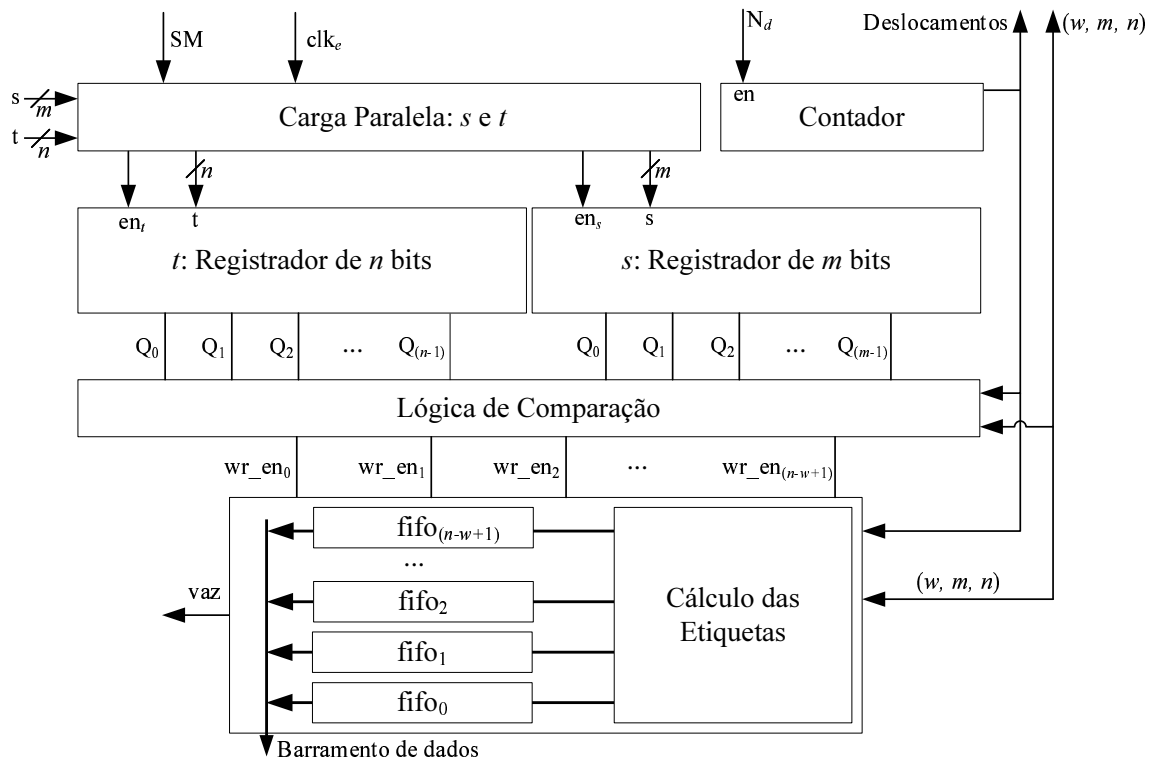 Deslocamentos (w, m, n)
SM clk_e N_d
s m
t n
Carga Paralela: s e t
en
Contador
n m
en_t t en_s s
t: Registrador de n bits
s: Registrador de m bits
Q_0 Q_1 Q_2 ... Q_(n-1) Q_0 Q_1 Q_2 ... Q_(m-1)
Lógica de Comparação
wr_en_0 wr_en_1 wr_en_2 ... wr_en_(n-w+1)
fifo_(n-w+1)
...
fifo_2
fifo_1
fifo_0
Cálculo das
Etiquetas
vaz
(w, m, n)
Barramento de dados